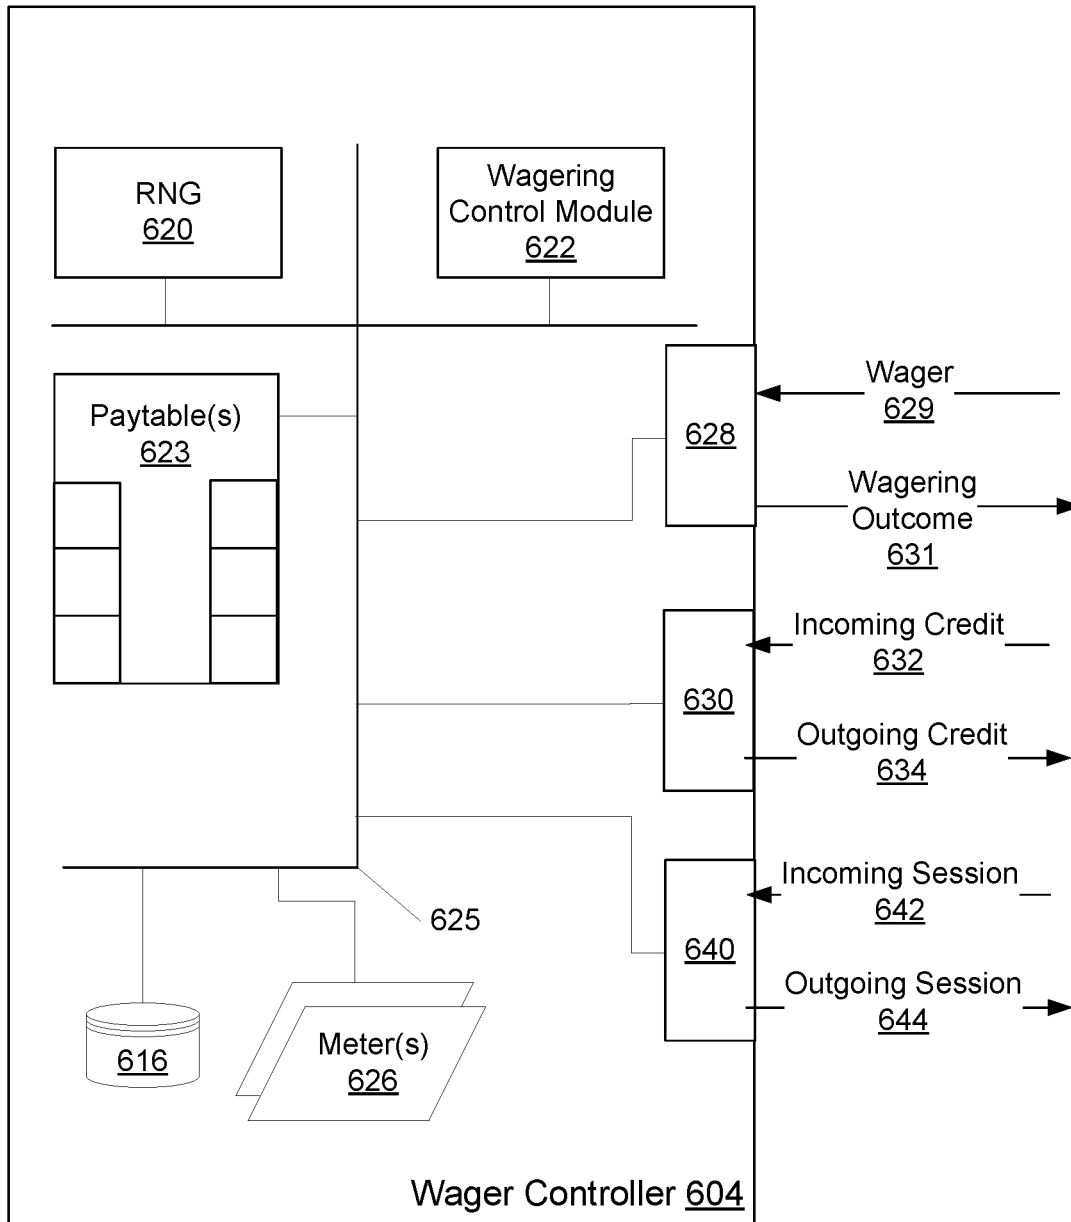 RNG
620
Wagering
Control Module
622
Paytable(s)
623
628
Wager
629
Wagering
Outcome
631
630
Incoming Credit
632
Outgoing Credit
634
625
640
Incoming Session
642
Outgoing Session
644
616
Meter(s)
626
Wager Controller 604